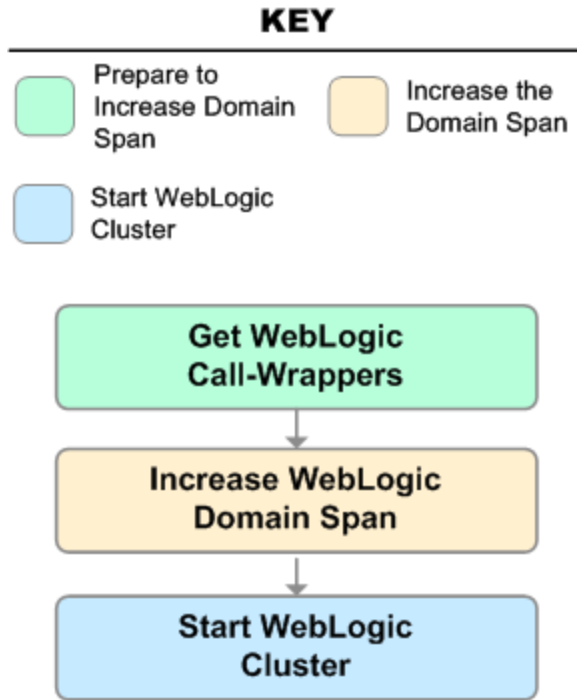 KEY
Prepare to
Increase Domain
Span
Increase the
Domain Span
Start WebLogic
Cluster
Get WebLogic
Call-Wrappers
Increase WebLogic
Domain Span
Start WebLogic
Cluster